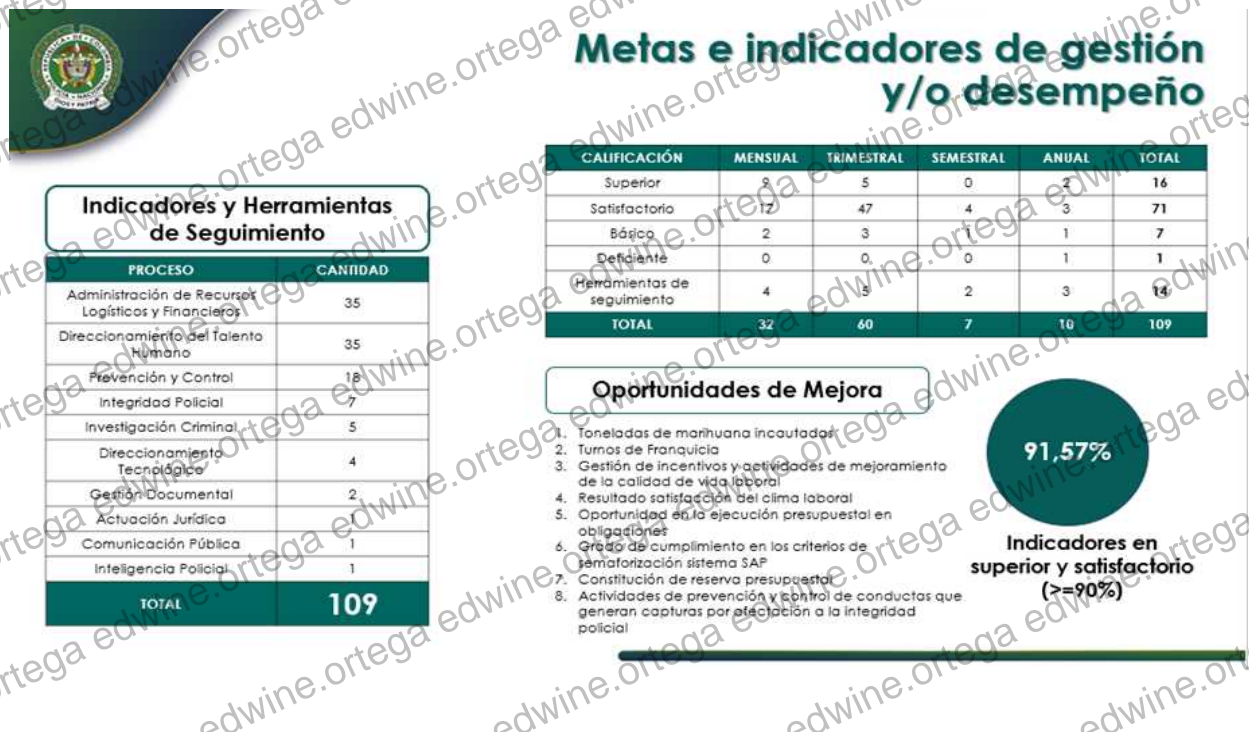 Metas e indicadores de gestión
y/o desempeño
Indicadores y Herramientas
de Seguimiento
PROCESO CANTIDAD
Administración de Recursos
Logísticos y Financieros 35
Direccionamiento del Talento
Humano 35
Prevención y Control 18
Integridad Policial 7
Investigación Criminal 5
Direccionamiento
Tecnológico 4
Gestión Documental 2
Actuación Jurídica 1
Comunicación Pública 1
Inteligencia Policial 1
TOTAL 109
CALIFICACIÓN MENSUAL TRIMESTRAL SEMESTRAL ANUAL TOTAL
Superior 9 5 0 2 16
Satisfactorio 17 47 4 3 71
Básico 2 3 1 1 7
Deficiente 0 0 0 1 1
Herramientas de
seguimiento 4 5 2 3 14
TOTAL 32 60 7 10 109
Oportunidades de Mejora
1. Toneladas de marihuana incautadas
2. Turnos de Franquicia
3. Gestión de incentivos y actividades de mejoramiento
de la calidad de vida laboral
4. Resultado satisfacción del clima laboral
5. Oportunidad en la ejecución presupuestal en
obligaciones
6. Grado de cumplimiento en los criterios de
semaforización sistema SAP
7. Constitución de reserva presupuestal
8. Actividades de prevención y control de conductas que
generan capturas por afectación a la integridad
policial
91,57%
Indicadores en
superior y satisfactorio
(>=90%)
edwine.ortega edwine.ortega edwine.ortega edwine.ortega